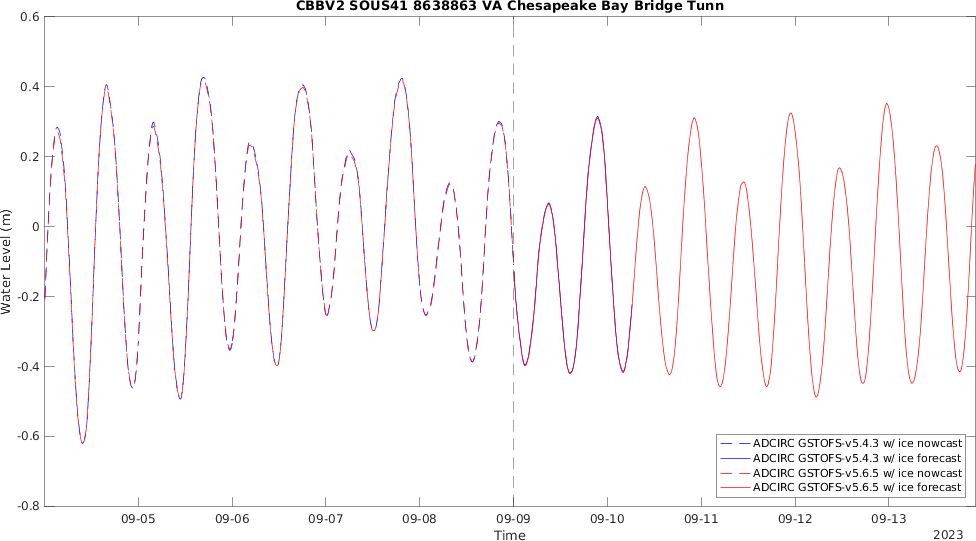 CBBV2 SOUS41 8638863 VA Chesapeake Bay Bridge Tunn
0.6
0.4
0.2
0
-0.2
-0.4
-0.6
-0.8
Water Level (m)
ADCIRC GSTOFS-v5.4.3 w/ ice nowcast
ADCIRC GSTOFS-v5.4.3 w/ ice forecast
ADCIRC GSTOFS-v5.6.5 w/ ice nowcast
ADCIRC GSTOFS-v5.6.5 w/ ice forecast
09-05 09-06 09-07 09-08 09-09 09-10 09-11 09-12 09-13
Time
2023